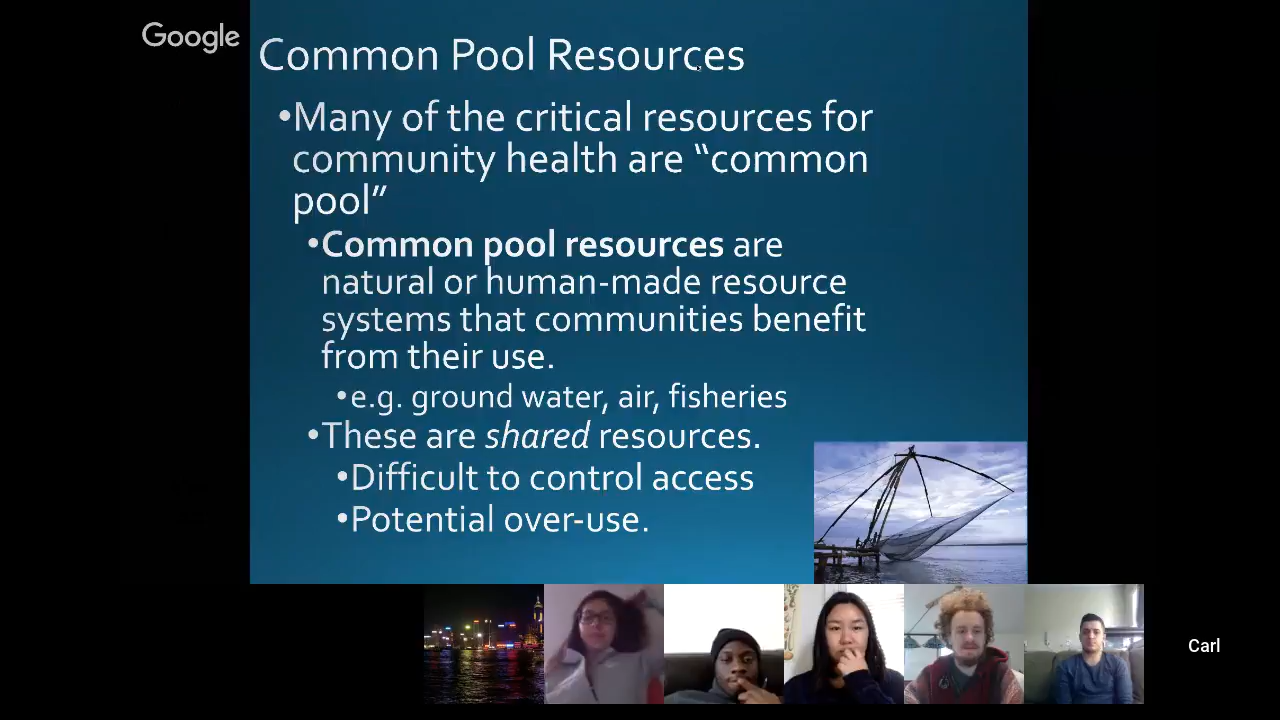 Google
Common Pool Resources
•Many of the critical resources for
community health are “common
pool”
•Common pool resources are
natural or human-made resource
systems that communities benefit
from their use.
•e.g. ground water, air, fisheries
•These are shared resources.
•Difficult to control access
•Potential over-use.
Carl